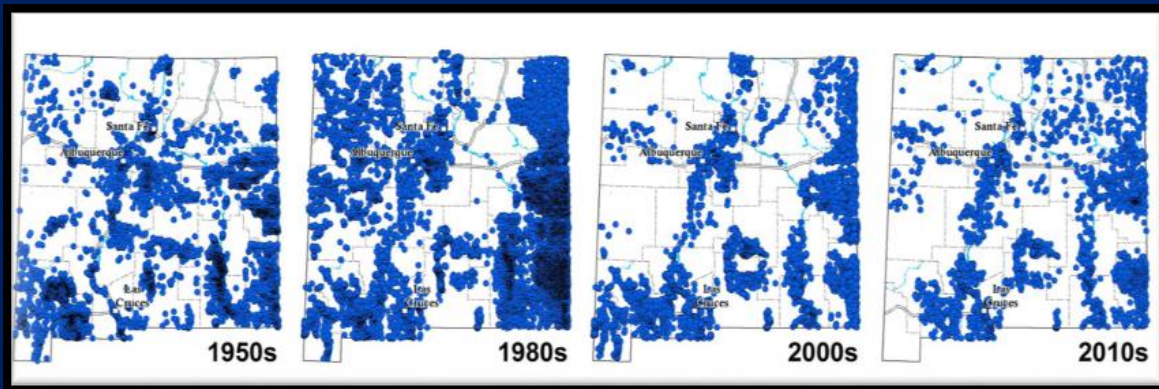 Santa Fe
Albuquerque
Las
Cruces
1950s
Santa Fe
Albuquerque
Las
Cruces
1980s
Santa Fe
Albuquerque
Las
Cruces
2000s
Santa Fe
Albuquerque
Las
Cruces
2010s